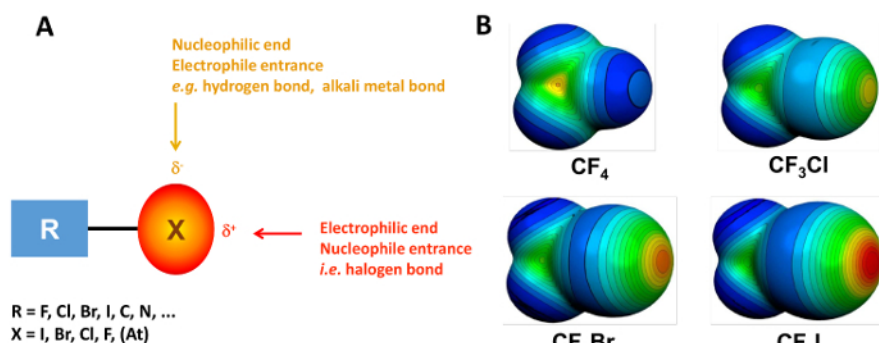 A
Nucleophilic end
Electrophile entrance
e.g. hydrogen bond, alkali metal bond
δ-
R
X
δ+
Electrophilic end
Nucleophile entrance
i.e. halogen bond
R = F, Cl, Br, I, C, N, ...
X = I, Br, Cl, F, (At)
B
CF4
CF3Cl